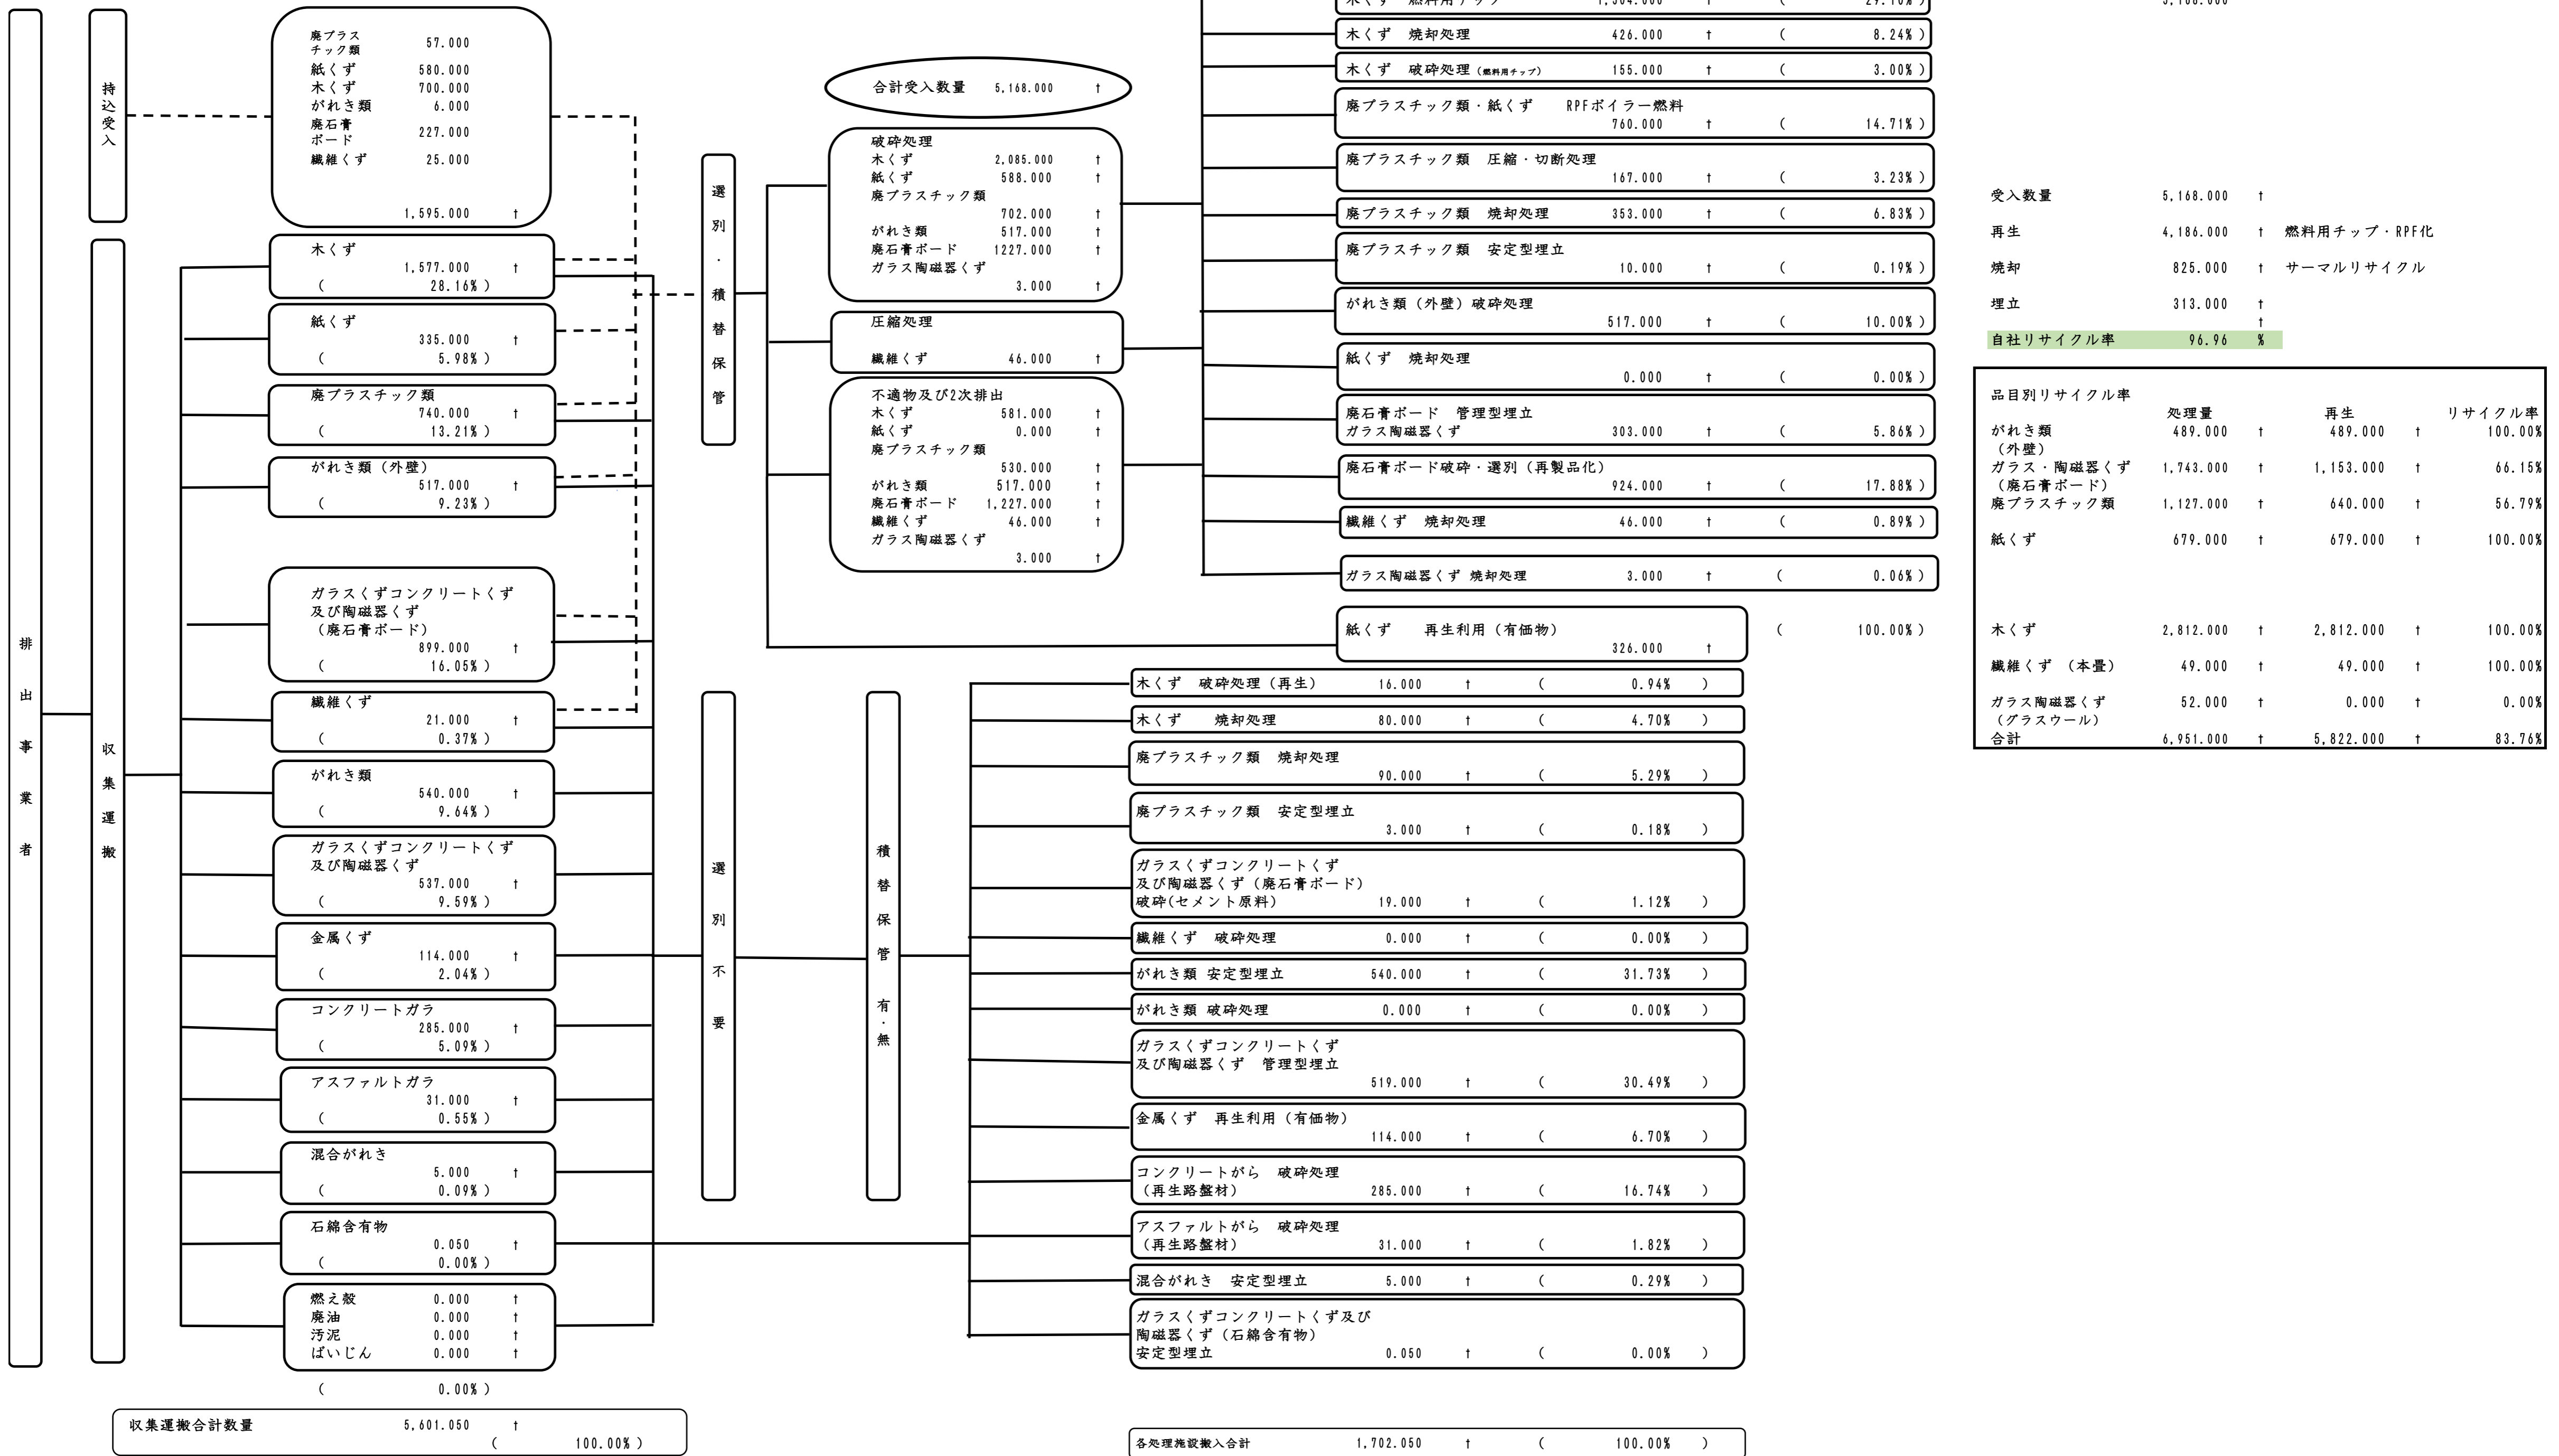 排出事業者
持込受入
収集運搬
廃プラス
チック類 57.000
紙くず 580.000
木くず 700.000
がれき類 6.000
廃石膏
ボード 227.000
繊維くず 25.000
1,595.000 t
木くず
1,577.000 t
( 28.16% )
紙くず
335.000 t
( 5.98% )
廃プラスチック類
740.000 t
( 13.21% )
がれき類（外壁）
517.000 t
( 9.23% )
ガラスくずコンクリートくず
及び陶磁器くず
（廃石膏ボード）
899.000 t
( 16.05% )
繊維くず
21.000 t
( 0.37% )
がれき類
540.000 t
( 9.64% )
ガラスくずコンクリートくず
及び陶磁器くず
537.000 t
( 9.59% )
金属くず
114.000 t
( 2.04% )
コンクリートガラ
285.000 t
( 5.09% )
アスファルトガラ
31.000 t
( 0.55% )
混合がれき
5.000 t
( 0.09% )
石綿含有物
0.050 t
( 0.00% )
燃え殻 0.000 t
廃油 0.000 t
汚泥 0.000 t
ばいじん 0.000 t
( 0.00% )
収集運搬合計数量 5,601.050 t
( 100.00% )
選別・積替保管
選別不要
積替保管 有・無
合計受入数量 5,168.000 t
破砕処理
木くず 2,085.000 t
紙くず 588.000 t
廃プラスチック類
702.000 t
がれき類 517.000 t
廃石膏ボード 1227.000 t
ガラス陶磁器くず
3.000 t
圧縮処理
繊維くず 46.000 t
不適物及び2次排出
木くず 581.000 t
紙くず 0.000 t
廃プラスチック類
530.000 t
がれき類 517.000 t
廃石膏ボード 1,227.000 t
繊維くず 46.000 t
ガラス陶磁器くず
3.000 t
木くず 燃料用チップ 1,504.000 t ( 29.10% )
木くず 焼却処理 426.000 t ( 8.24% )
木くず 破砕処理（燃料用チップ） 155.000 t ( 3.00% )
廃プラスチック類・紙くず RPFボイラー燃料
760.000 t ( 14.71% )
廃プラスチック類 圧縮・切断処理
167.000 t ( 3.23% )
廃プラスチック類 焼却処理 353.000 t ( 6.83% )
廃プラスチック類 安定型埋立
10.000 t ( 0.19% )
がれき類（外壁）破砕処理
517.000 t ( 10.00% )
紙くず 焼却処理
0.000 t ( 0.00% )
廃石膏ボード 管理型埋立
ガラス陶磁器くず 303.000 t ( 5.86% )
廃石膏ボード破砕・選別（再製品化）
924.000 t ( 17.88% )
繊維くず 焼却処理 46.000 t ( 0.89% )
ガラス陶磁器くず 焼却処理 3.000 t ( 0.06% )
紙くず 再生利用（有価物） ( 100.00% )
326.000 t
木くず 破砕処理（再生） 16.000 t ( 0.94% )
木くず 焼却処理 80.000 t ( 4.70% )
廃プラスチック類 焼却処理
90.000 t ( 5.29% )
廃プラスチック類 安定型埋立
3.000 t ( 0.18% )
ガラスくずコンクリートくず
及び陶磁器くず（廃石膏ボード）
破砕(セメント原料) 19.000 t ( 1.12% )
繊維くず 破砕処理 0.000 t ( 0.00% )
がれき類 安定型埋立 540.000 t ( 31.73% )
がれき類 破砕処理 0.000 t ( 0.00% )
ガラスくずコンクリートくず
及び陶磁器くず 管理型埋立
519.000 t ( 30.49% )
金属くず 再生利用（有価物）
114.000 t ( 6.70% )
コンクリートがら 破砕処理
（再生路盤材） 285.000 t ( 16.74% )
アスファルトがら 破砕処理
（再生路盤材） 31.000 t ( 1.82% )
混合がれき 安定型埋立 5.000 t ( 0.29% )
ガラスくずコンクリートくず及び
陶磁器くず（石綿含有物）
安定型埋立 0.050 t ( 0.00% )
各処理施設搬入合計 1,702.050 t ( 100.00% )
5,168.000
受入数量 5,168.000 t
再生 4,186.000 t 燃料用チップ・RPF化
焼却 825.000 t サーマルリサイクル
埋立 313.000 t
t
自社リサイクル率 96.96 %
品目別リサイクル率
処理量 再生 リサイクル率
がれき類 489.000 t 489.000 t 100.00%
（外壁）
ガラス・陶磁器くず 1,743.000 t 1,153.000 t 66.15%
（廃石膏ボード）
廃プラスチック類 1,127.000 t 640.000 t 56.79%
紙くず 679.000 t 679.000 t 100.00%
木くず 2,812.000 t 2,812.000 t 100.00%
繊維くず （本畳） 49.000 t 49.000 t 100.00%
ガラス陶磁器くず 52.000 t 0.000 t 0.00%
（グラスウール）
合計 6,951.000 t 5,822.000 t 83.76%